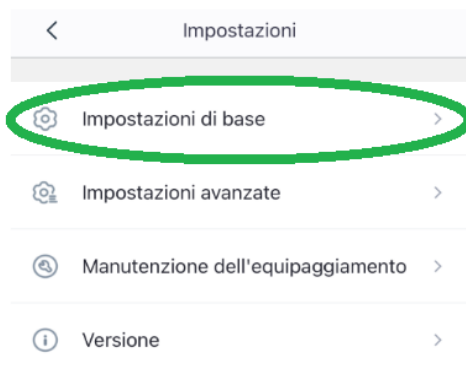 Impostazioni
Impostazioni di base
Impostazioni avanzate
Manutenzione dell'equipaggiamento
Versione